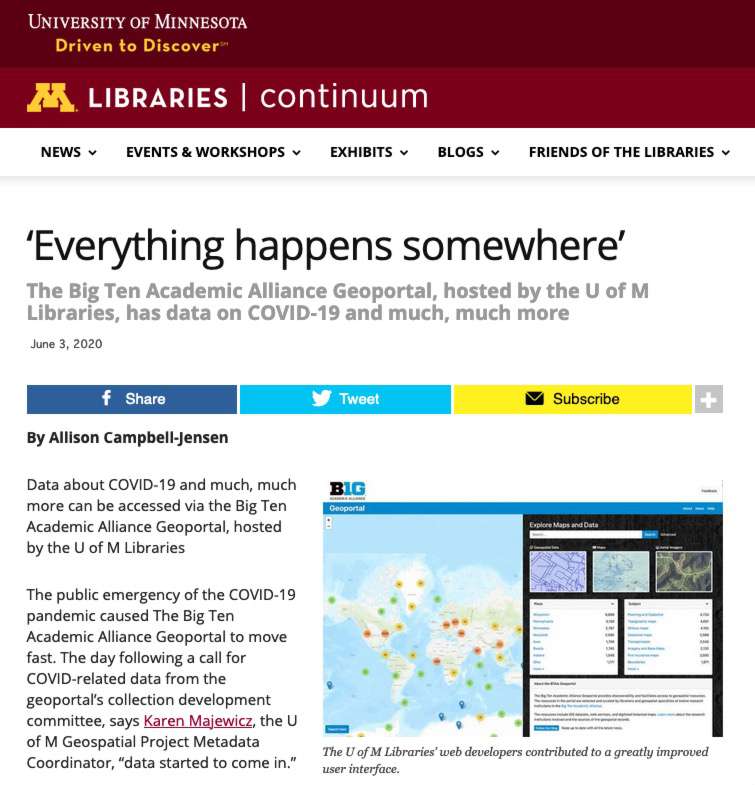 UNIVERSITY OF MINNESOTA
Driven to Discover℠
M LIBRARIES | continuum
NEWS EVENTS & WORKSHOPS EXHIBITS BLOGS FRIENDS OF THE LIBRARIES
‘Everything happens somewhere’
The Big Ten Academic Alliance Geoportal, hosted by the U of M
Libraries, has data on COVID-19 and much, much more
June 3, 2020
Share Tweet Subscribe
By Allison Campbell-Jensen
Data about COVID-19 and much, much
more can be accessed via the Big Ten
Academic Alliance Geoportal, hosted
by the U of M Libraries
The public emergency of the COVID-19
pandemic caused The Big Ten
Academic Alliance Geoportal to move
fast. The day following a call for
COVID-related data from the
geoportal’s collection development
committee, says Karen Majewicz, the U
of M Geospatial Project Metadata
Coordinator, “data started to come in.”
B1G
Geoportal
Explore Maps and Data
The U of M Libraries’ web developers contributed to a greatly improved
user interface.